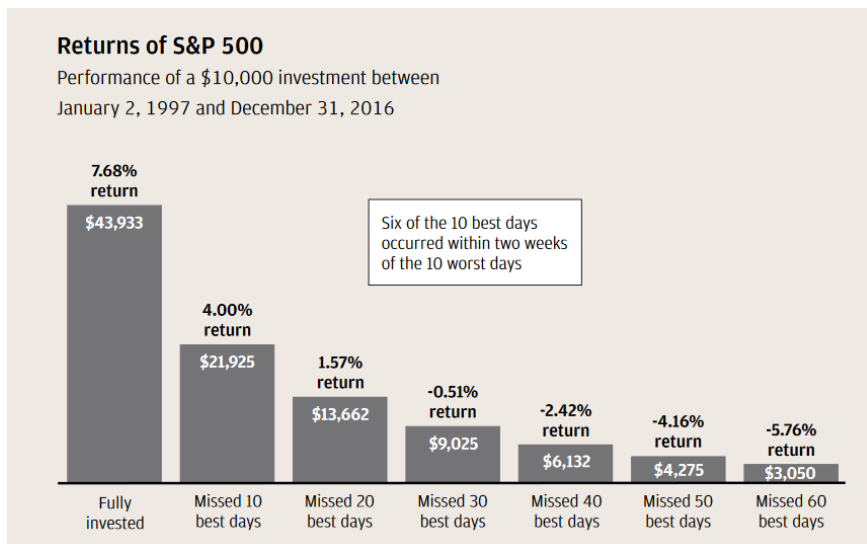 Returns of S&P 500
Performance of a $10,000 investment between
January 2, 1997 and December 31, 2016
7.68%
return
$43,933
Six of the 10 best days
occurred within two weeks
of the 10 worst days
4.00%
return
$21,925
1.57%
return
$13,662
-0.51%
return
$9,025
-2.42%
return
$6,132
-4.16%
return
$4,275
-5.76%
return
$3,050
Fully
invested
Missed 10
best days
Missed 20
best days
Missed 30
best days
Missed 40
best days
Missed 50
best days
Missed 60
best days